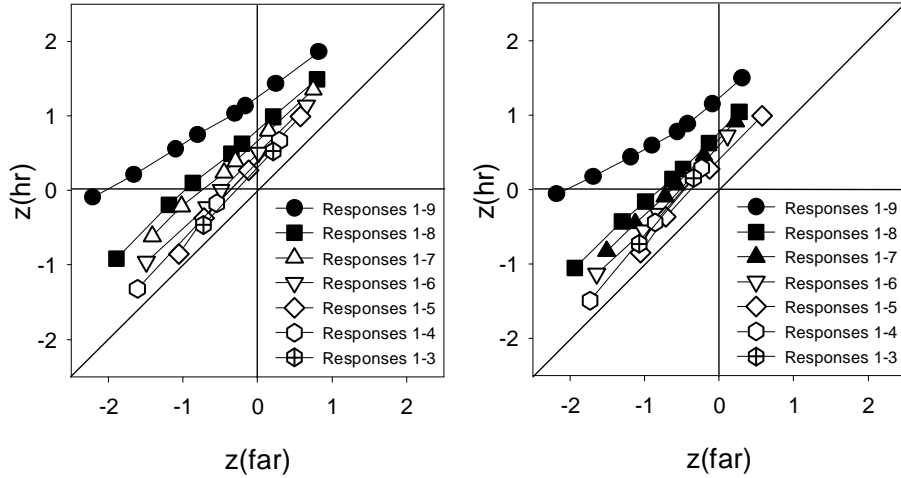 2
1
0
-1
-2
z(hr)
Responses 1-9
Responses 1-8
Responses 1-7
Responses 1-6
Responses 1-5
Responses 1-4
Responses 1-3
-2 -1 0 1 2
z(far)
2
1
0
-1
-2
z(hr)
Responses 1-9
Responses 1-8
Responses 1-7
Responses 1-6
Responses 1-5
Responses 1-4
Responses 1-3
-2 -1 0 1 2
z(far)